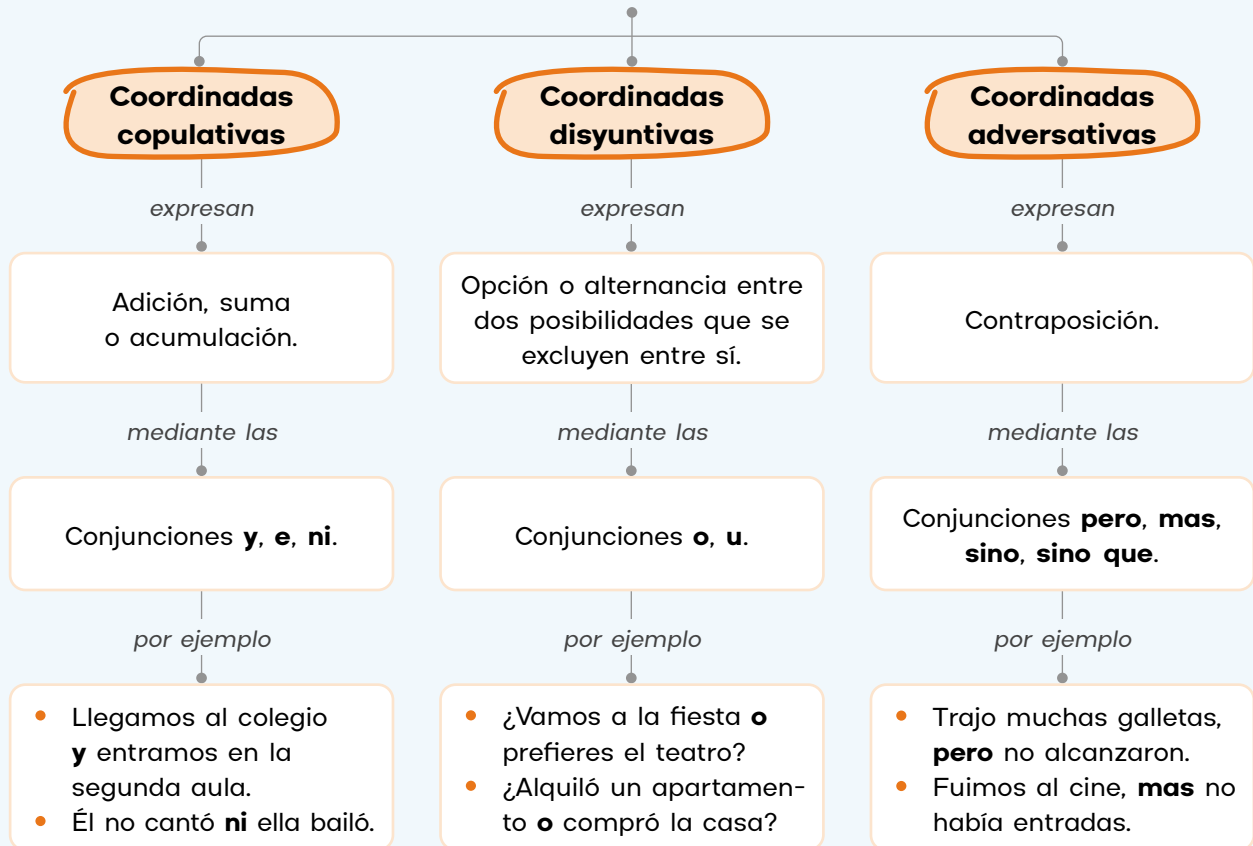 Coordinadas
copulativas
expresan
Adición, suma
o acumulación.
mediante las
Conjunciones y, e, ni.
por ejemplo
• Llegamos al colegio
y entramos en la
segunda aula.
• Él no cantó ni ella bailó.
Coordinadas
disyuntivas
expresan
Opción o alternancia entre
dos posibilidades que se
excluyen entre sí.
mediante las
Conjunciones o, u.
por ejemplo
• ¿Vamos a la fiesta o
prefieres el teatro?
• ¿Alquiló un apartamen-
to o compró la casa?
Coordinadas
adversativas
expresan
Contraposición.
mediante las
Conjunciones pero, mas,
sino, sino que.
por ejemplo
• Trajo muchas galletas,
pero no alcanzaron.
• Fuimos al cine, mas no
había entradas.